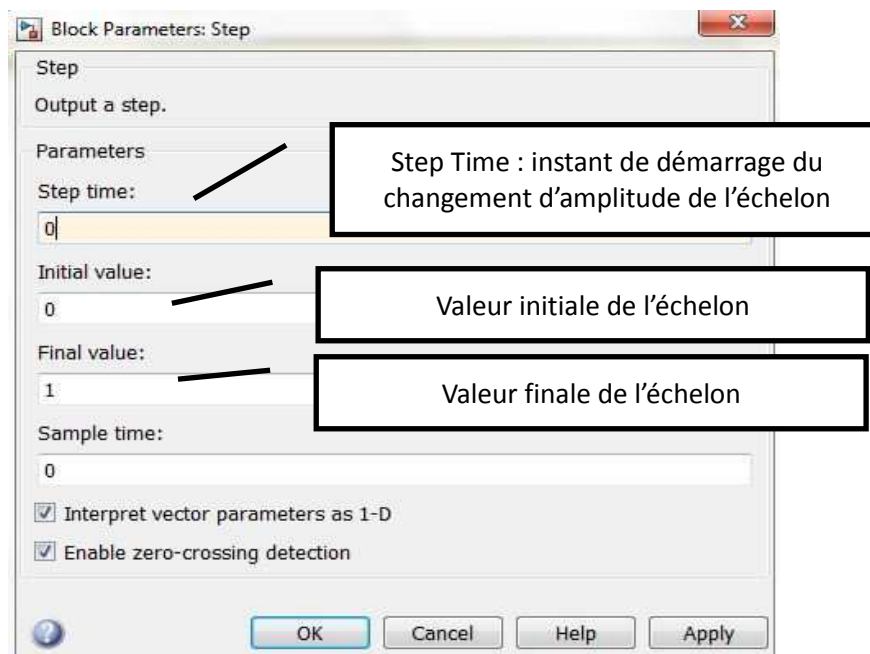 Block Parameters: Step
Step
Output a step.
Parameters
Step time:
0
Step Time : instant de démarrage du
changement d’amplitude de l’échelon
Initial value:
0
Valeur initiale de l’échelon
Final value:
1
Valeur finale de l’échelon
Sample time:
0
Interpret vector parameters as 1-D
Enable zero-crossing detection
OK Cancel Help Apply